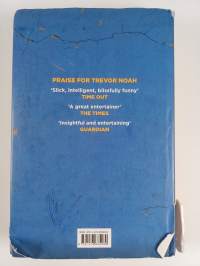 PRAISE FOR TREVOR NOAH
'Slick, intelligent, blissfully funny'
TIME OUT
'A great entertainer'
THE TIMES
'Insightful and entertaining'
GUARDIAN